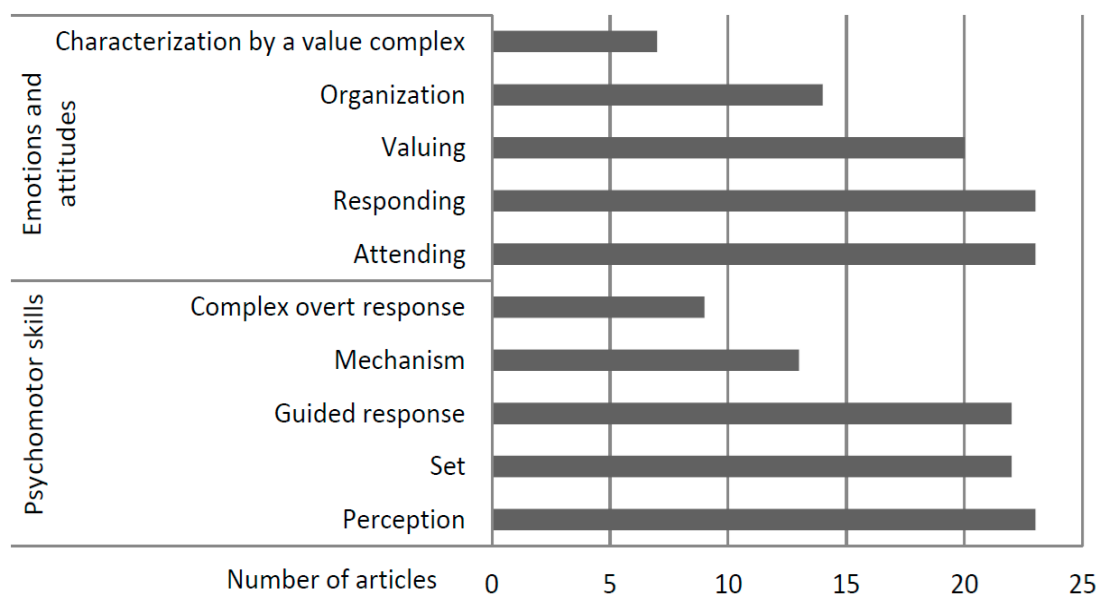 Emotions and
attitudes
Characterization by a value complex
Organization
Valuing
Responding
Attending
Psychomotor skills
Complex overt response
Mechanism
Guided response
Set
Perception
Number of articles
0 5 10 15 20 25